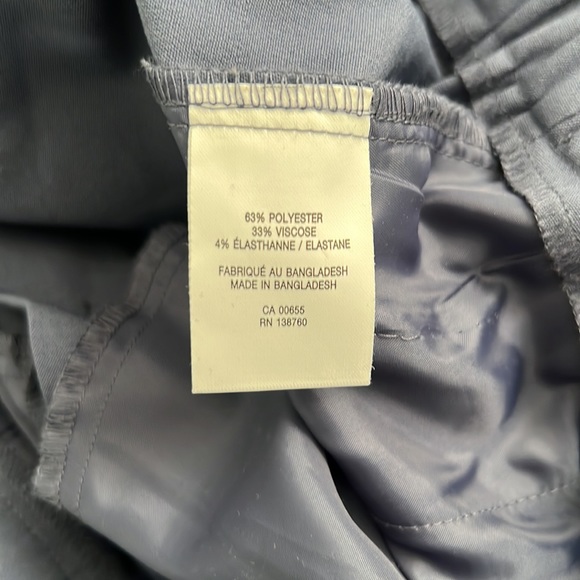 63% POLYESTER
33% VISCOSE
4% ÉLASTHANNE / ELASTANE
FABRIQUÉ AU BANGLADESH
MADE IN BANGLADESH
CA 00655
RN 138760